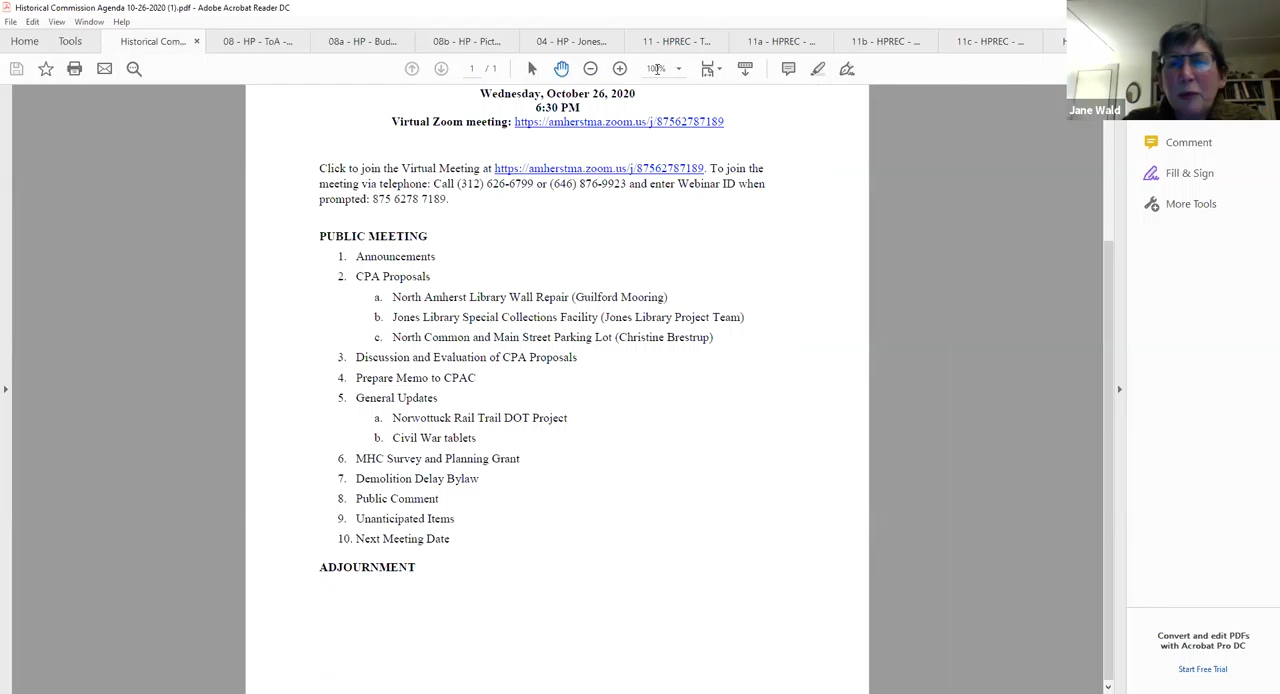 Historical Commission Agenda 10-26-2020 (1).pdf - Adobe Acrobat Reader DC
File Edit View Window Help
Home Tools Historical Com... × 08 - HP - ToA -... 08a - HP - Bud... 08b - HP - Pict... 04 - HP - Jones... 11 - HPREC - T... 11a - HPREC - ... 11b - HPREC - ... 11c - HPREC - ...
1 / 1 100%
Jane Wald
Wednesday, October 26, 2020
6:30 PM
Virtual Zoom meeting: https://amherstma.zoom.us/j/87562787189
Click to join the Virtual Meeting at https://amherstma.zoom.us/j/87562787189. To join the
meeting via telephone: Call (312) 626-6799 or (646) 876-9923 and enter Webinar ID when
prompted: 875 6278 7189.
PUBLIC MEETING
1. Announcements
2. CPA Proposals
a. North Amherst Library Wall Repair (Guilford Mooring)
b. Jones Library Special Collections Facility (Jones Library Project Team)
c. North Common and Main Street Parking Lot (Christine Brestrup)
3. Discussion and Evaluation of CPA Proposals
4. Prepare Memo to CPAC
5. General Updates
a. Norwottuck Rail Trail DOT Project
b. Civil War tablets
6. MHC Survey and Planning Grant
7. Demolition Delay Bylaw
8. Public Comment
9. Unanticipated Items
10. Next Meeting Date
ADJOURNMENT
Comment
Fill & Sign
More Tools
Convert and edit PDFs
with Acrobat Pro DC
Start Free Trial